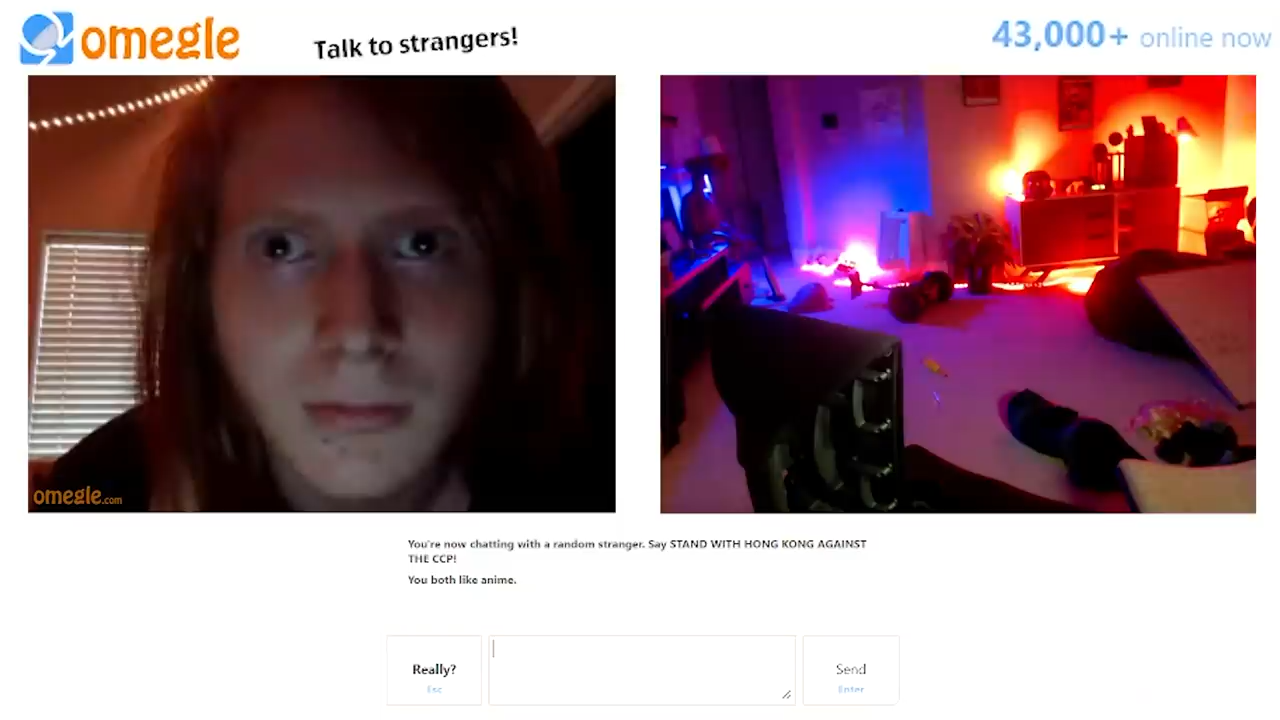 omegle
Talk to strangers!
43,000+ online now
omegle.com
You're now chatting with a random stranger. Say STAND WITH HONG KONG AGAINST
THE CCP!
You both like anime.
Really?
Esc
Send
Enter